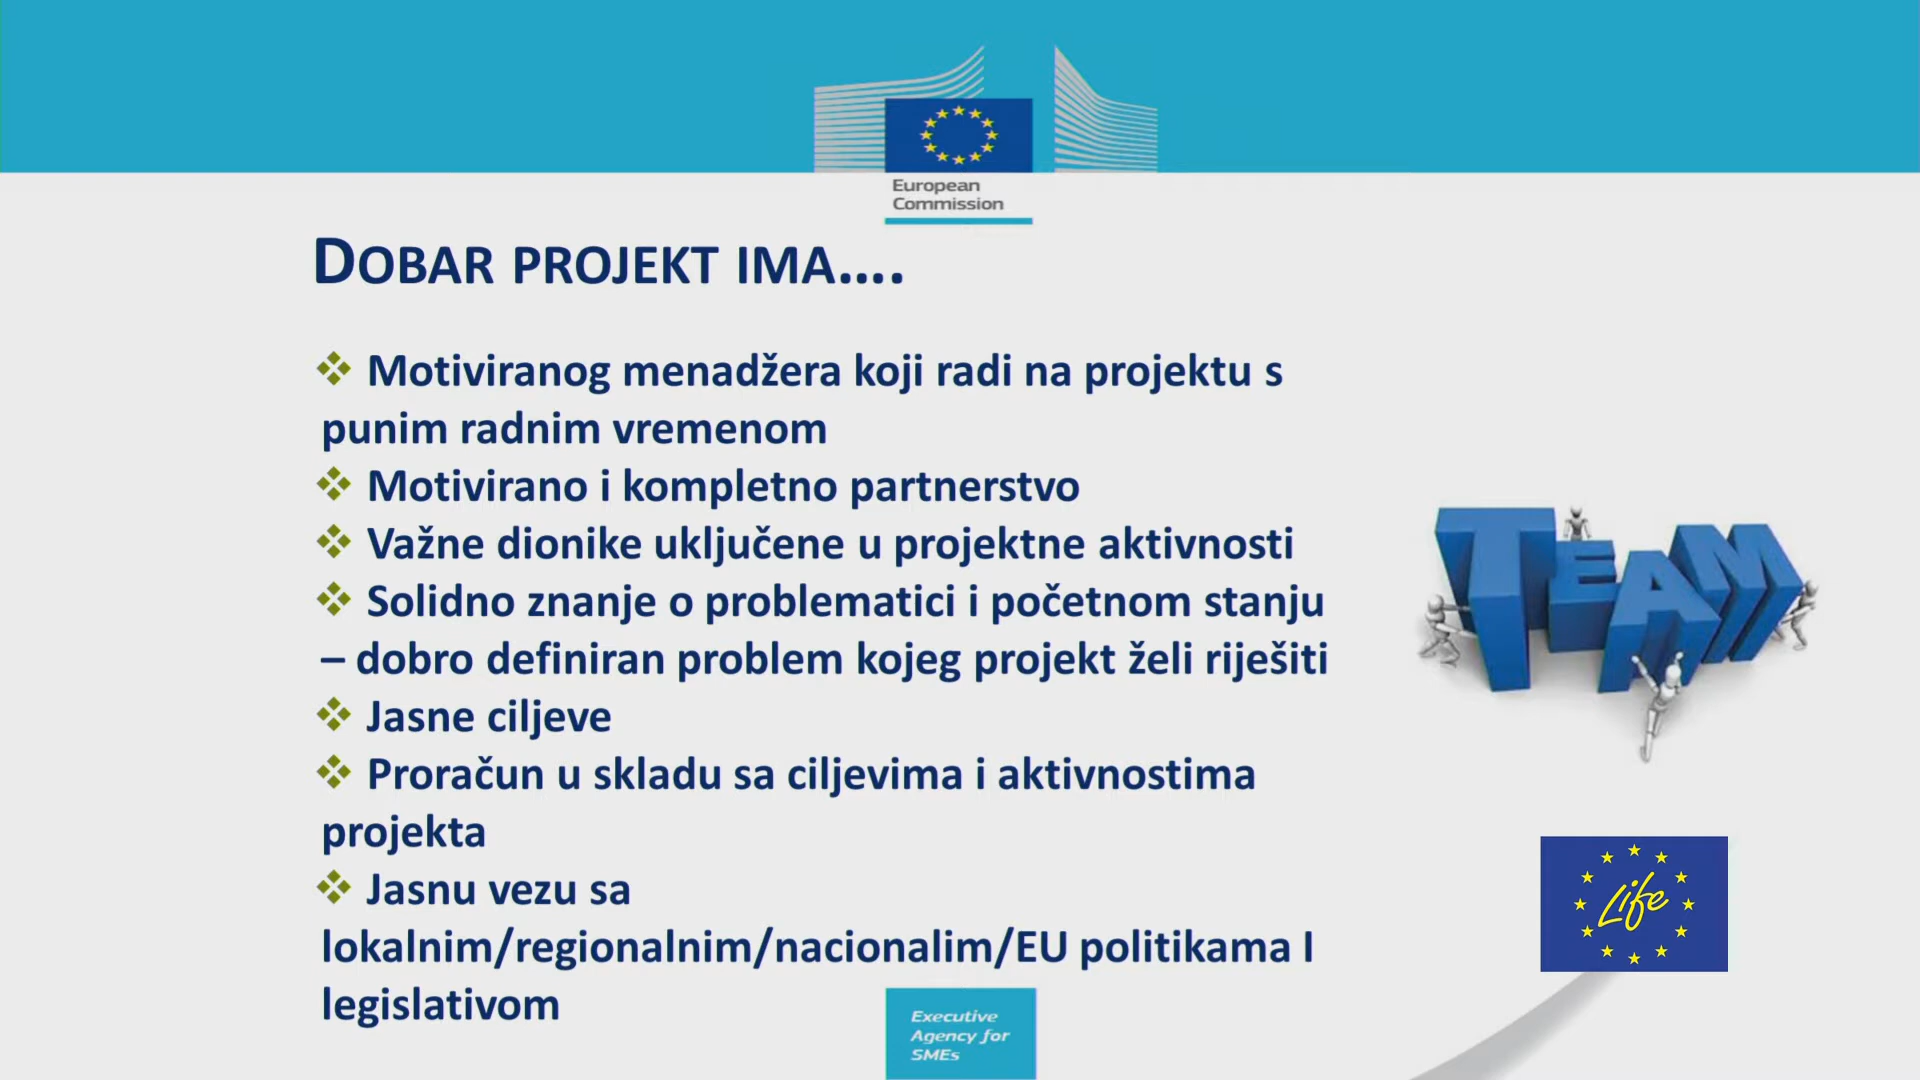 European
Commission
DOBAR PROJEKT IMA....
❖ Motiviranog menadžera koji radi na projektu s
punim radnim vremenom
❖ Motivirano i kompletno partnerstvo
❖ Važne dionike uključene u projektne aktivnosti
❖ Solidno znanje o problematici i početnom stanju
– dobro definiran problem kojeg projekt želi riješiti
❖ Jasne ciljeve
❖ Proračun u skladu sa ciljevima i aktivnostima
projekta
❖ Jasnu vezu sa
lokalnim/regionalnim/nacionalim/EU politikama I
legislativom
TEAM
Life
Executive
Agency for
SMEs